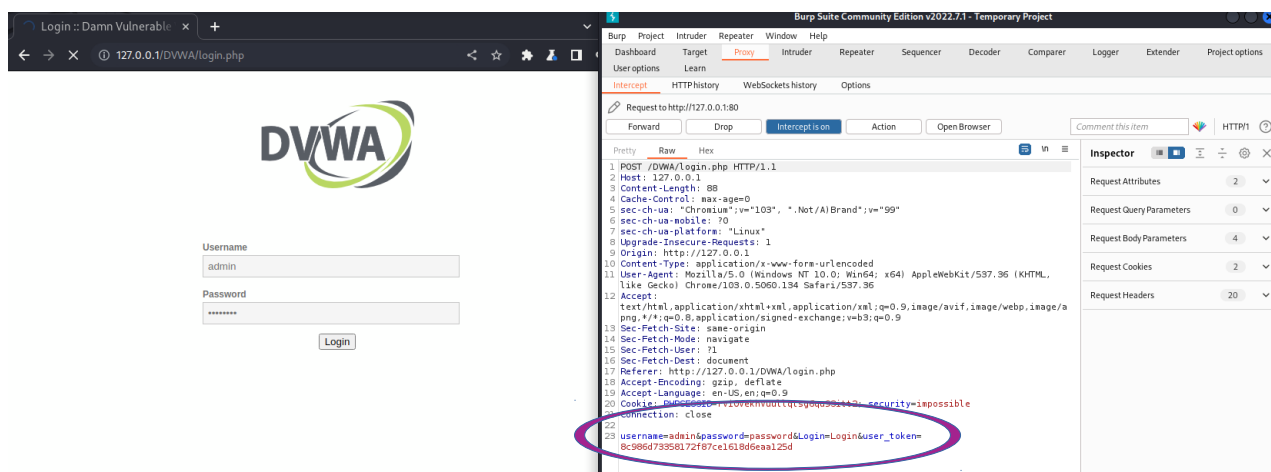 Login :: Damn Vulnerable
127.0.0.1/DVWA/login.php
DVWA
Username
admin
Password
••••••••
Login
Burp Suite Community Edition v2022.7.1 - Temporary Project
Burp Project Intruder Repeater Window Help
Dashboard Target Proxy Intruder Repeater Sequencer Decoder Comparer Logger Extender Project options
User options Learn
Intercept HTTP history WebSockets history Options
Request to http://127.0.0.1:80
Forward Drop Intercept is on Action Open Browser Comment this item HTTP/1
Pretty Raw Hex \n
Inspector
1 POST /DVWA/login.php HTTP/1.1
2 Host: 127.0.0.1
3 Content-Length: 88
4 Cache-Control: max-age=0
5 sec-ch-ua: "Chromium";v="103", ".Not/A)Brand";v="99"
6 sec-ch-ua-mobile: ?0
7 sec-ch-ua-platform: "Linux"
8 Upgrade-Insecure-Requests: 1
9 Origin: http://127.0.0.1
10 Content-Type: application/x-www-form-urlencoded
11 User-Agent: Mozilla/5.0 (Windows NT 10.0; Win64; x64) AppleWebKit/537.36 (KHTML,
like Gecko) Chrome/103.0.5060.134 Safari/537.36
12 Accept:
text/html,application/xhtml+xml,application/xml;q=0.9,image/avif,image/webp,image/a
png,*/*;q=0.8,application/signed-exchange;v=b3;q=0.9
13 Sec-Fetch-Site: same-origin
14 Sec-Fetch-Mode: navigate
15 Sec-Fetch-User: ?1
16 Sec-Fetch-Dest: document
17 Referer: http://127.0.0.1/DVWA/login.php
18 Accept-Encoding: gzip, deflate
19 Accept-Language: en-US,en;q=0.9
20 Cookie: security=impossible
21 Connection: close
22
23 username=admin&password=password&Login=Login&user_token=
8c986d73358172f87ce1618d6eaa125d
Request Attributes 2
Request Query Parameters 0
Request Body Parameters 4
Request Cookies 2
Request Headers 20